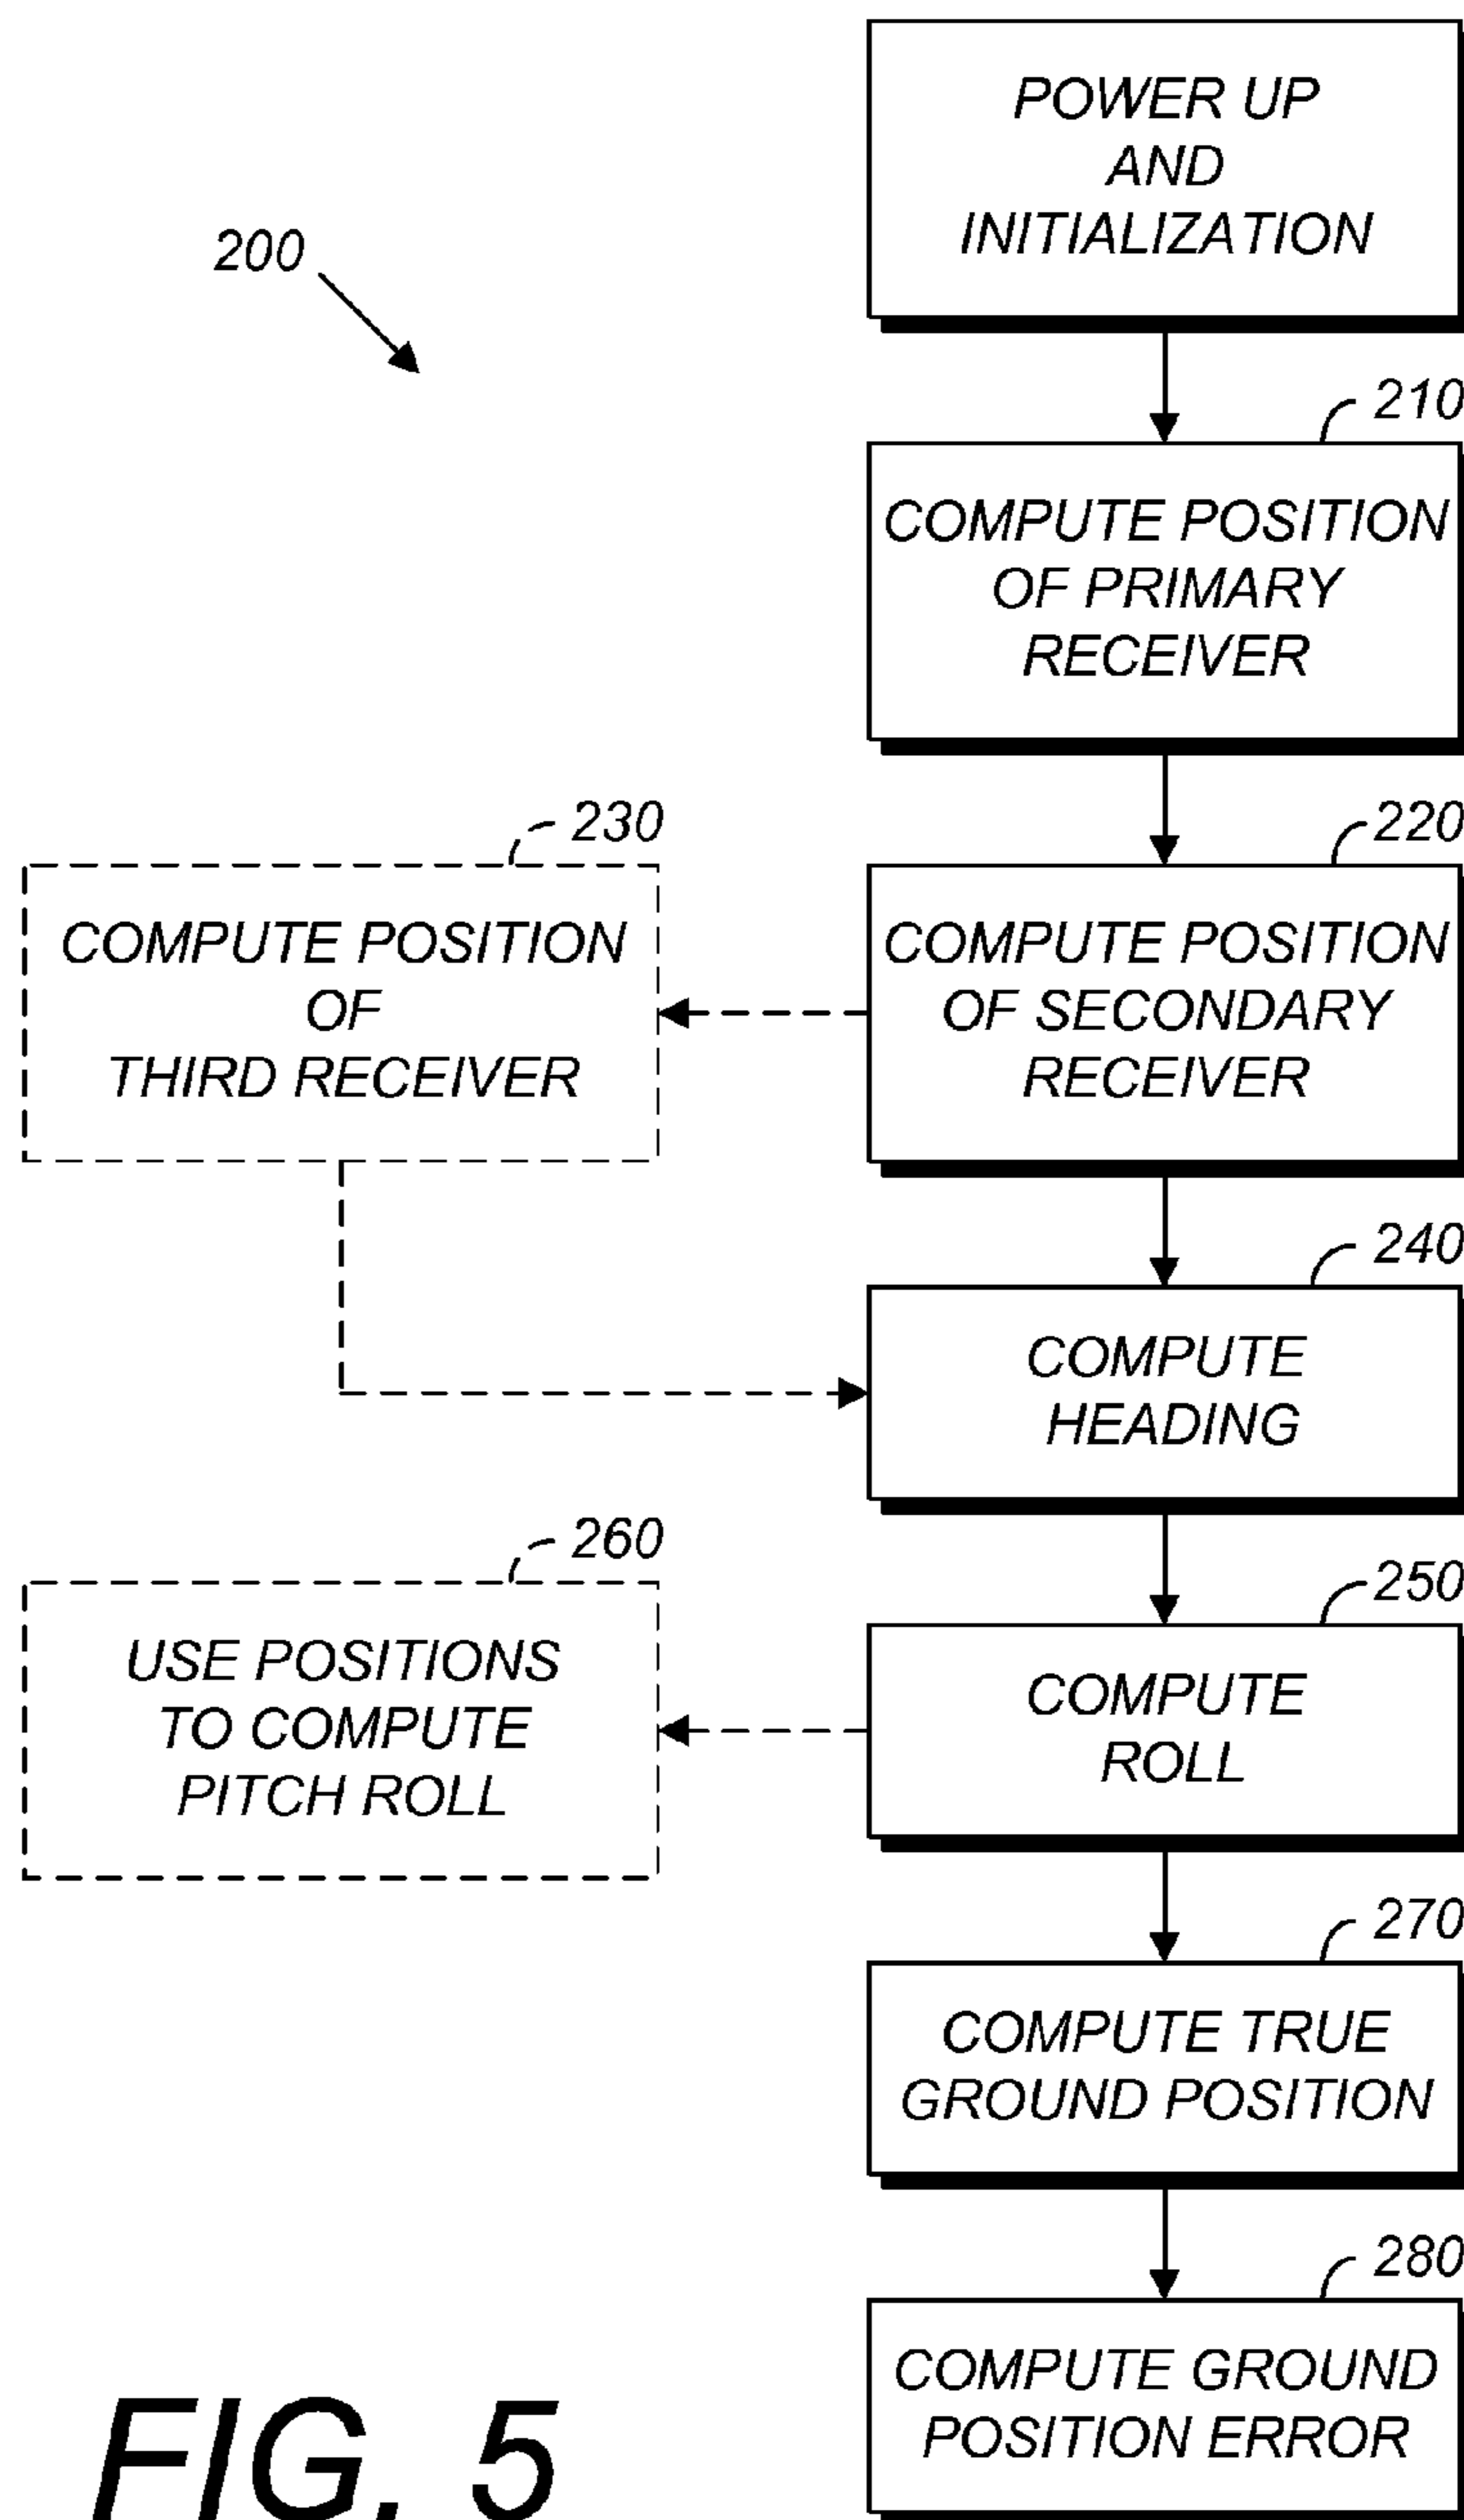 POWER UP
AND
INITIALIZATION
200
210
COMPUTE POSITION
OF PRIMARY
RECEIVER
230
COMPUTE POSITION
OF
THIRD RECEIVER
220
COMPUTE POSITION
OF SECONDARY
RECEIVER
240
COMPUTE
HEADING
260
USE POSITIONS
TO COMPUTE
PITCH ROLL
250
COMPUTE
ROLL
270
COMPUTE TRUE
GROUND POSITION
280
COMPUTE GROUND
POSITION ERROR
FIG. 5